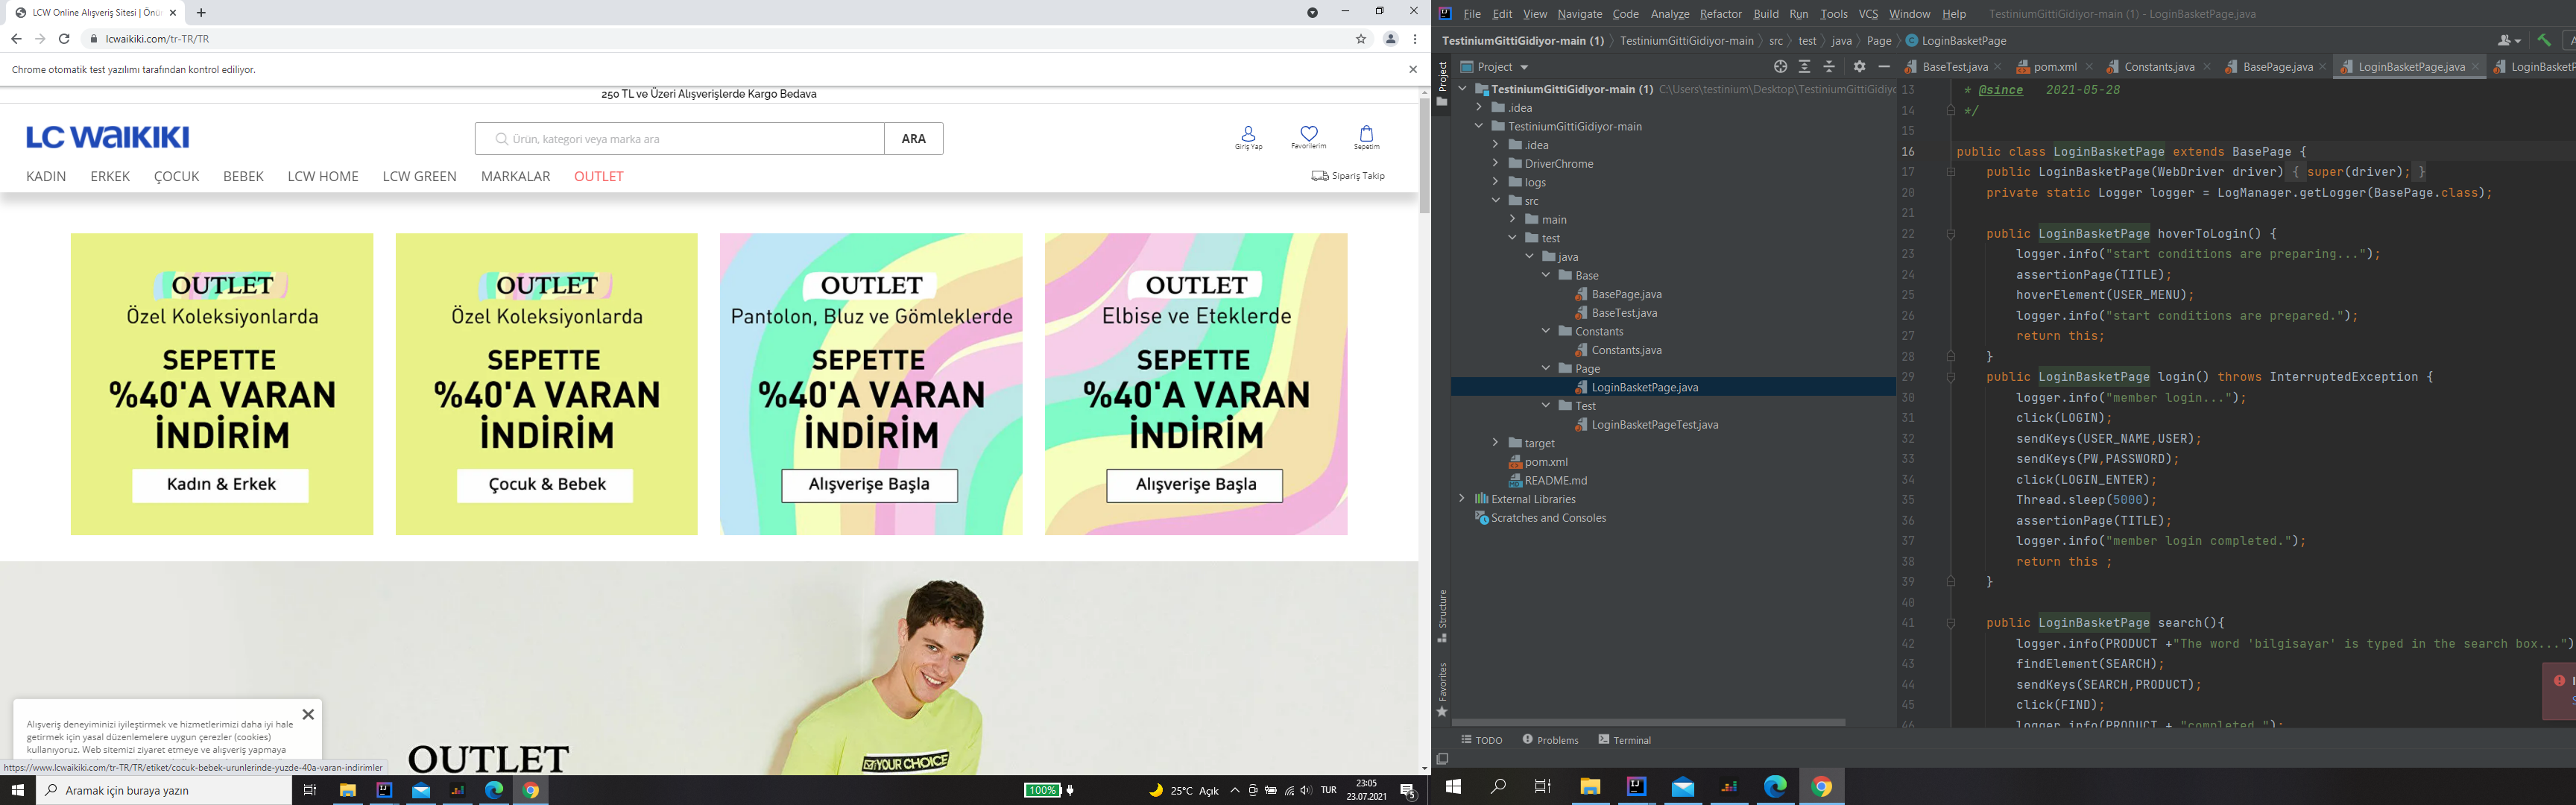 LCW Online Alışveriş Sitesi | Önü
lcwaikiki.com/tr-TR/TR
Chrome otomatik test yazılımı tarafından kontrol ediliyor.
250 TL ve Üzeri Alışverişlerde Kargo Bedava
LC WAIKIKI
Ürün, kategori veya marka ara
ARA
Giriş Yap
Favorilerim
Sepetim
KADIN ERKEK ÇOCUK BEBEK LCW HOME LCW GREEN MARKALAR OUTLET
Sipariş Takip
OUTLET
Özel Koleksiyonlarda
SEPETTE
%40'A VARAN
İNDİRİM
Kadın & Erkek
OUTLET
Özel Koleksiyonlarda
SEPETTE
%40'A VARAN
İNDİRİM
Çocuk & Bebek
OUTLET
Pantolon, Bluz ve Gömleklerde
SEPETTE
%40'A VARAN
İNDİRİM
Alışverişe Başla
OUTLET
Elbise ve Eteklerde
SEPETTE
%40'A VARAN
İNDİRİM
Alışverişe Başla
OUTLET
YOUR CHOICE
Alışveriş deneyiminizi iyileştirmek ve hizmetlerimizi daha iyi hale
getirmek için yasal düzenlemelere uygun çerezler (cookies)
kullanıyoruz. Web sitemizi ziyaret etmeye ve alışveriş yapmaya
https://www.lcwaikiki.com/tr-TR/TR/etiket/cocuk-bebek-urunlerinde-yuzde-40a-varan-indirimler
Aramak için buraya yazın
100%
25°C Açık
TUR
23:05
23.07.2021
5
File Edit View Navigate Code Analyze Refactor Build Run Tools VCS Window Help TestiniumGittiGidiyor-main (1) - LoginBasketPage.java
TestiniumGittiGidiyor-main (1) TestiniumGittiGidiyor-main src test java Page LoginBasketPage
Project
Structure
Favorites
Project
TestiniumGittiGidiyor-main (1) C:\Users\testinium\Desktop\TestiniumGittiGidiyo
.idea
TestiniumGittiGidiyor-main
.idea
DriverChrome
logs
src
main
test
java
Base
BasePage.java
BaseTest.java
Constants
Constants.java
Page
LoginBasketPage.java
Test
LoginBasketPageTest.java
target
pom.xml
README.md
External Libraries
Scratches and Consoles
BaseTest.java pom.xml Constants.java BasePage.java LoginBasketPage.java LoginBasketP
13 * @since 2021-05-28
14 */
15
16 public class LoginBasketPage extends BasePage {
17 public LoginBasketPage(WebDriver driver) { super(driver); }
20 private static Logger logger = LogManager.getLogger(BasePage.class);
21
22 public LoginBasketPage hoverToLogin() {
23 logger.info("start conditions are preparing...");
24 assertionPage(TITLE);
25 hoverElement(USER_MENU);
26 logger.info("start conditions are prepared.");
27 return this;
28 }
29 public LoginBasketPage login() throws InterruptedException {
30 logger.info("member login...");
31 click(LOGIN);
32 sendKeys(USER_NAME,USER);
33 sendKeys(PW,PASSWORD);
34 click(LOGIN_ENTER);
35 Thread.sleep(5000);
36 assertionPage(TITLE);
37 logger.info("member login completed.");
38 return this ;
39 }
40
41 public LoginBasketPage search(){
42 logger.info(PRODUCT +"The word 'bilgisayar' is typed in the search box...")
43 findElement(SEARCH);
44 sendKeys(SEARCH,PRODUCT);
45 click(FIND);
46 logger.info(PRODUCT + "completed.");
TODO Problems Terminal